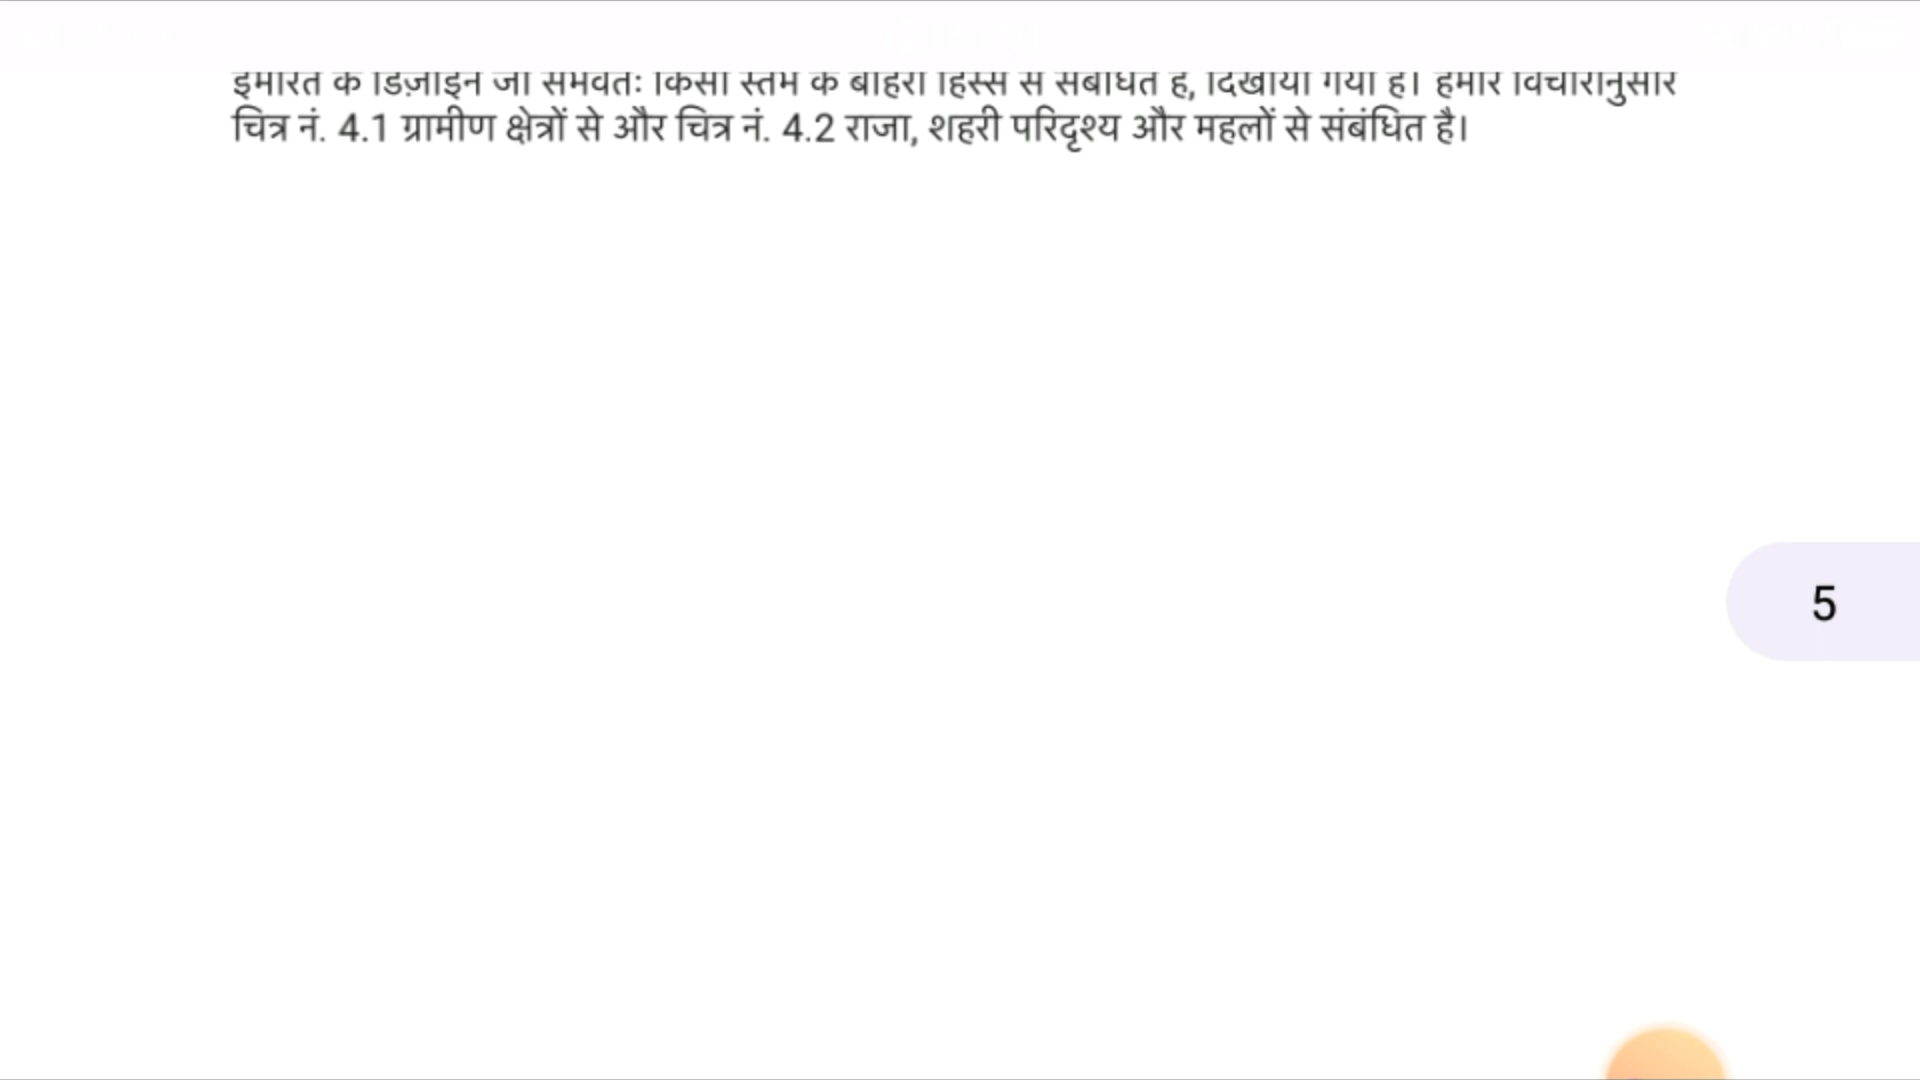 इमारत के डिज़ाइन जो संभवतः किसी स्तंभ के बाहरी हिस्से से संबंधित है, दिखाया गया है। हमारे विचारानुसार
चित्र नं. 4.1 ग्रामीण क्षेत्रों से और चित्र नं. 4.2 राजा, शहरी परिदृश्य और महलों से संबंधित है।
5